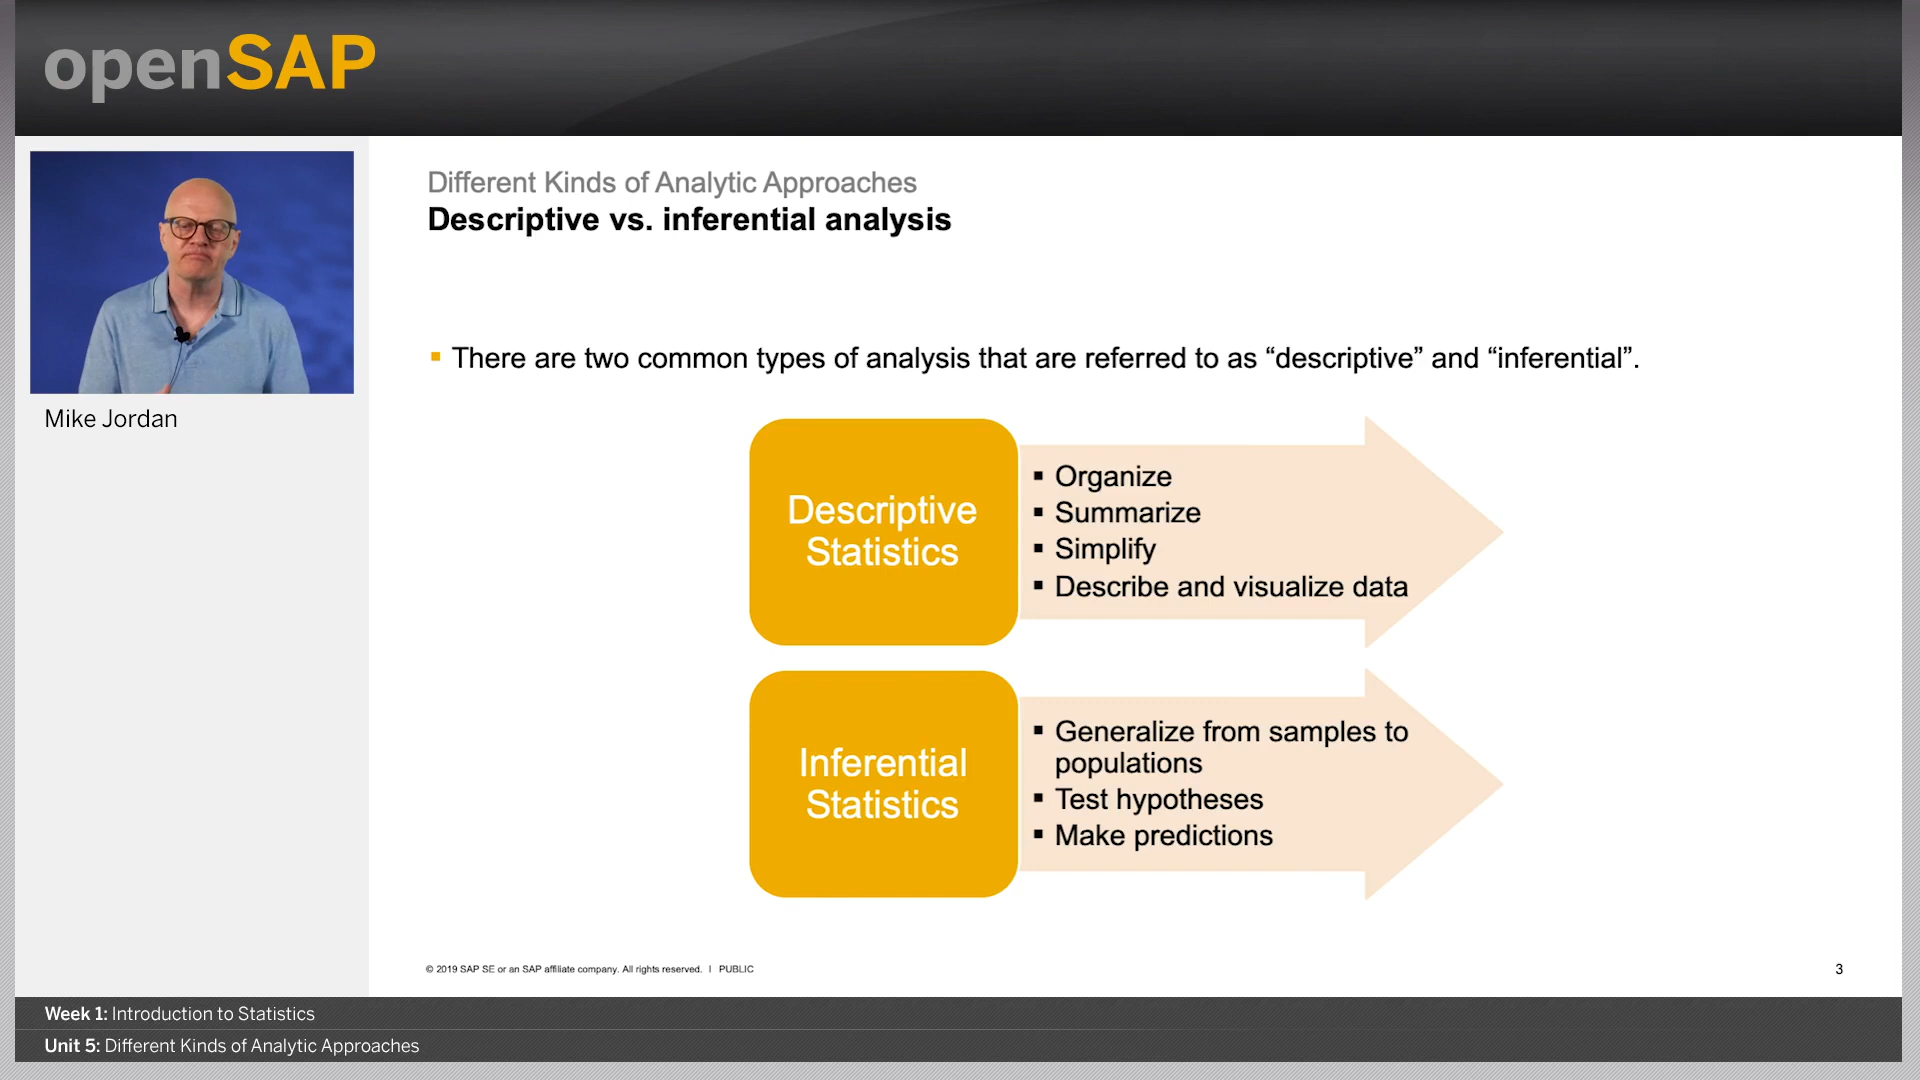 openSAP
Mike Jordan
Different Kinds of Analytic Approaches
Descriptive vs. inferential analysis
▪ There are two common types of analysis that are referred to as “descriptive” and “inferential”.
Descriptive
Statistics
▪ Organize
▪ Summarize
▪ Simplify
▪ Describe and visualize data
Inferential
Statistics
▪ Generalize from samples to
populations
▪ Test hypotheses
▪ Make predictions
© 2019 SAP SE or an SAP affiliate company. All rights reserved. | PUBLIC
3
Week 1: Introduction to Statistics
Unit 5: Different Kinds of Analytic Approaches